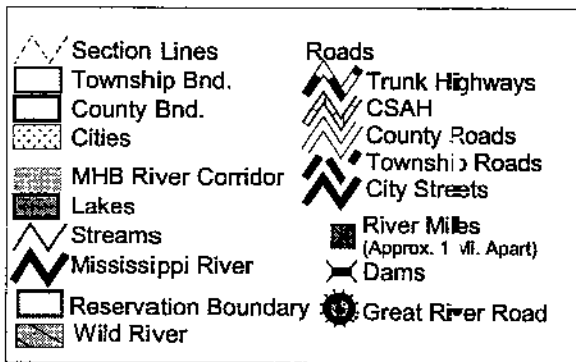 Section Lines
Township Bnd.
County Bnd.
Cities
MHB River Corridor
Lakes
Streams
Mississippi River
Reservation Boundary
Wild River
Roads
Trunk Highways
CSAH
County Roads
Township Roads
City Streets
River Miles
(Approx. 1 Mi. Apart)
Dams
Great River Road